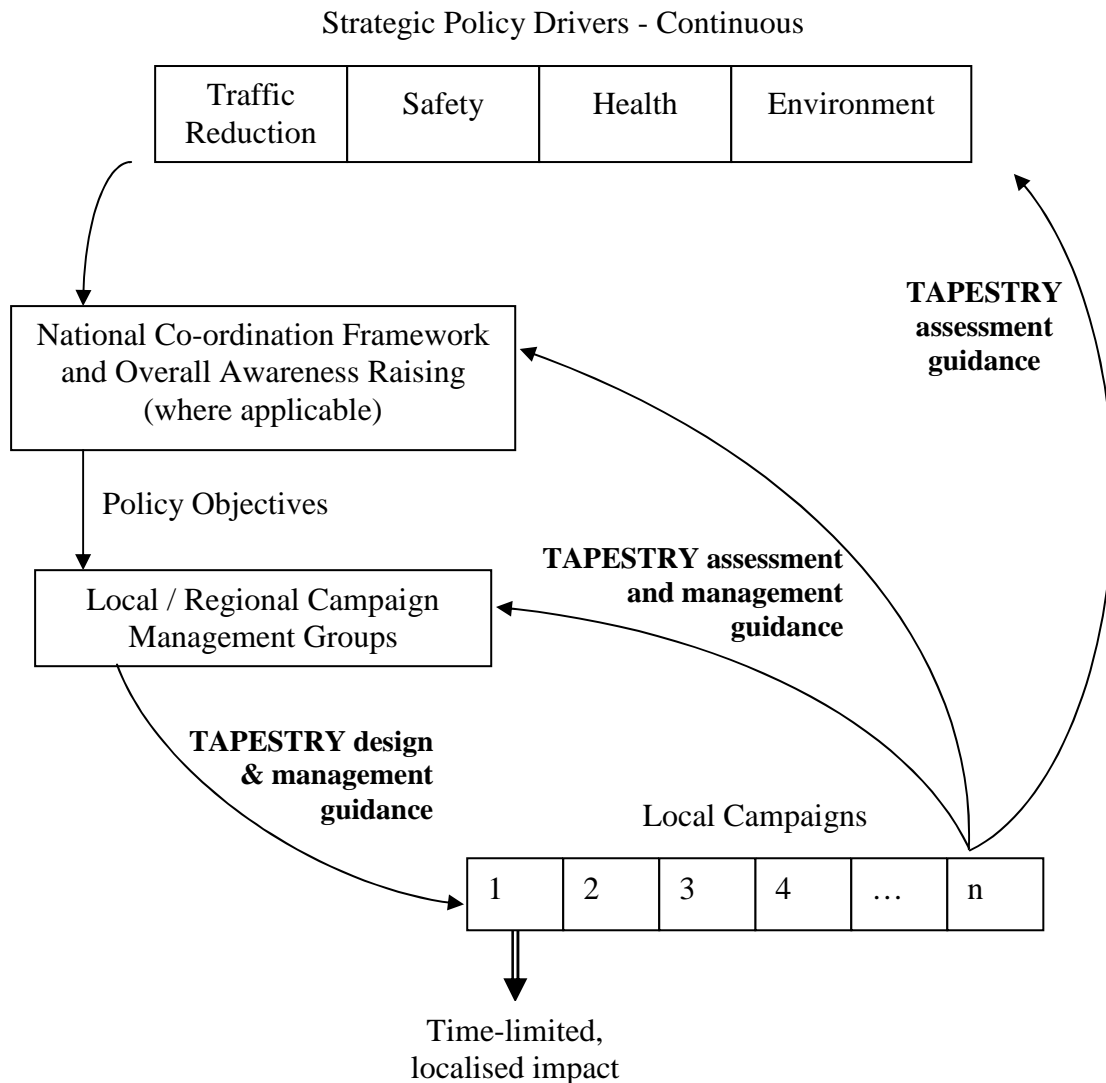 Strategic Policy Drivers - Continuous
Traffic
Reduction
Safety
Health
Environment
TAPESTRY
assessment
guidance
National Co-ordination Framework
and Overall Awareness Raising
(where applicable)
Policy Objectives
TAPESTRY assessment
and management
guidance
Local / Regional Campaign
Management Groups
TAPESTRY design
& management
guidance
Local Campaigns
1
2
3
4
…
n
Time-limited,
localised impact